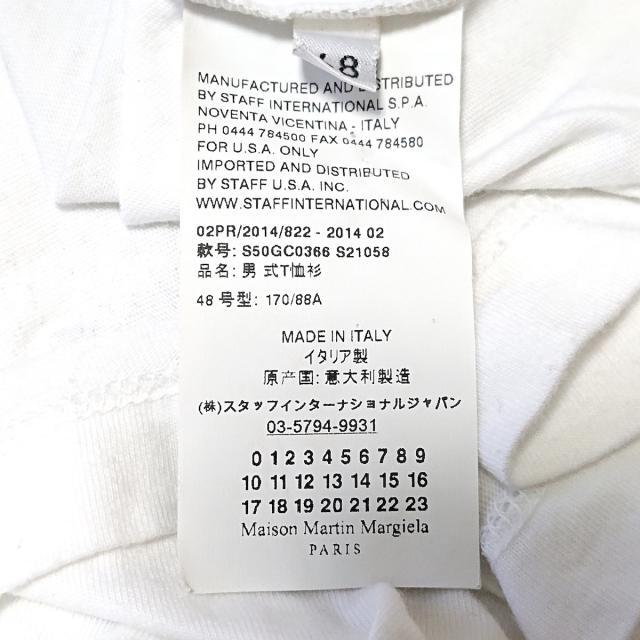 8
MANUFACTURED AND DISTRIBUTED
BY STAFF INTERNATIONAL S.P.A.
NOVENTA VICENTINA - ITALY
PH 0444 784500 FAX 0444 784580
FOR U.S.A. ONLY
IMPORTED AND DISTRIBUTED
BY STAFF U.S.A. INC.
WWW.STAFFINTERNATIONAL.COM
02PR/2014/822 - 2014 02
款号: S50GC0366 S21058
品名: 男 式T恤衫
48 号型: 170/88A
MADE IN ITALY
イタリア製
原产国: 意大利製造
(株)スタッフインターナショナルジャパン
03-5794-9931
0 1 2 3 4 5 6 7 8 9
10 11 12 13 14 15 16
17 18 19 20 21 22 23
Maison Martin Margiela
PARIS